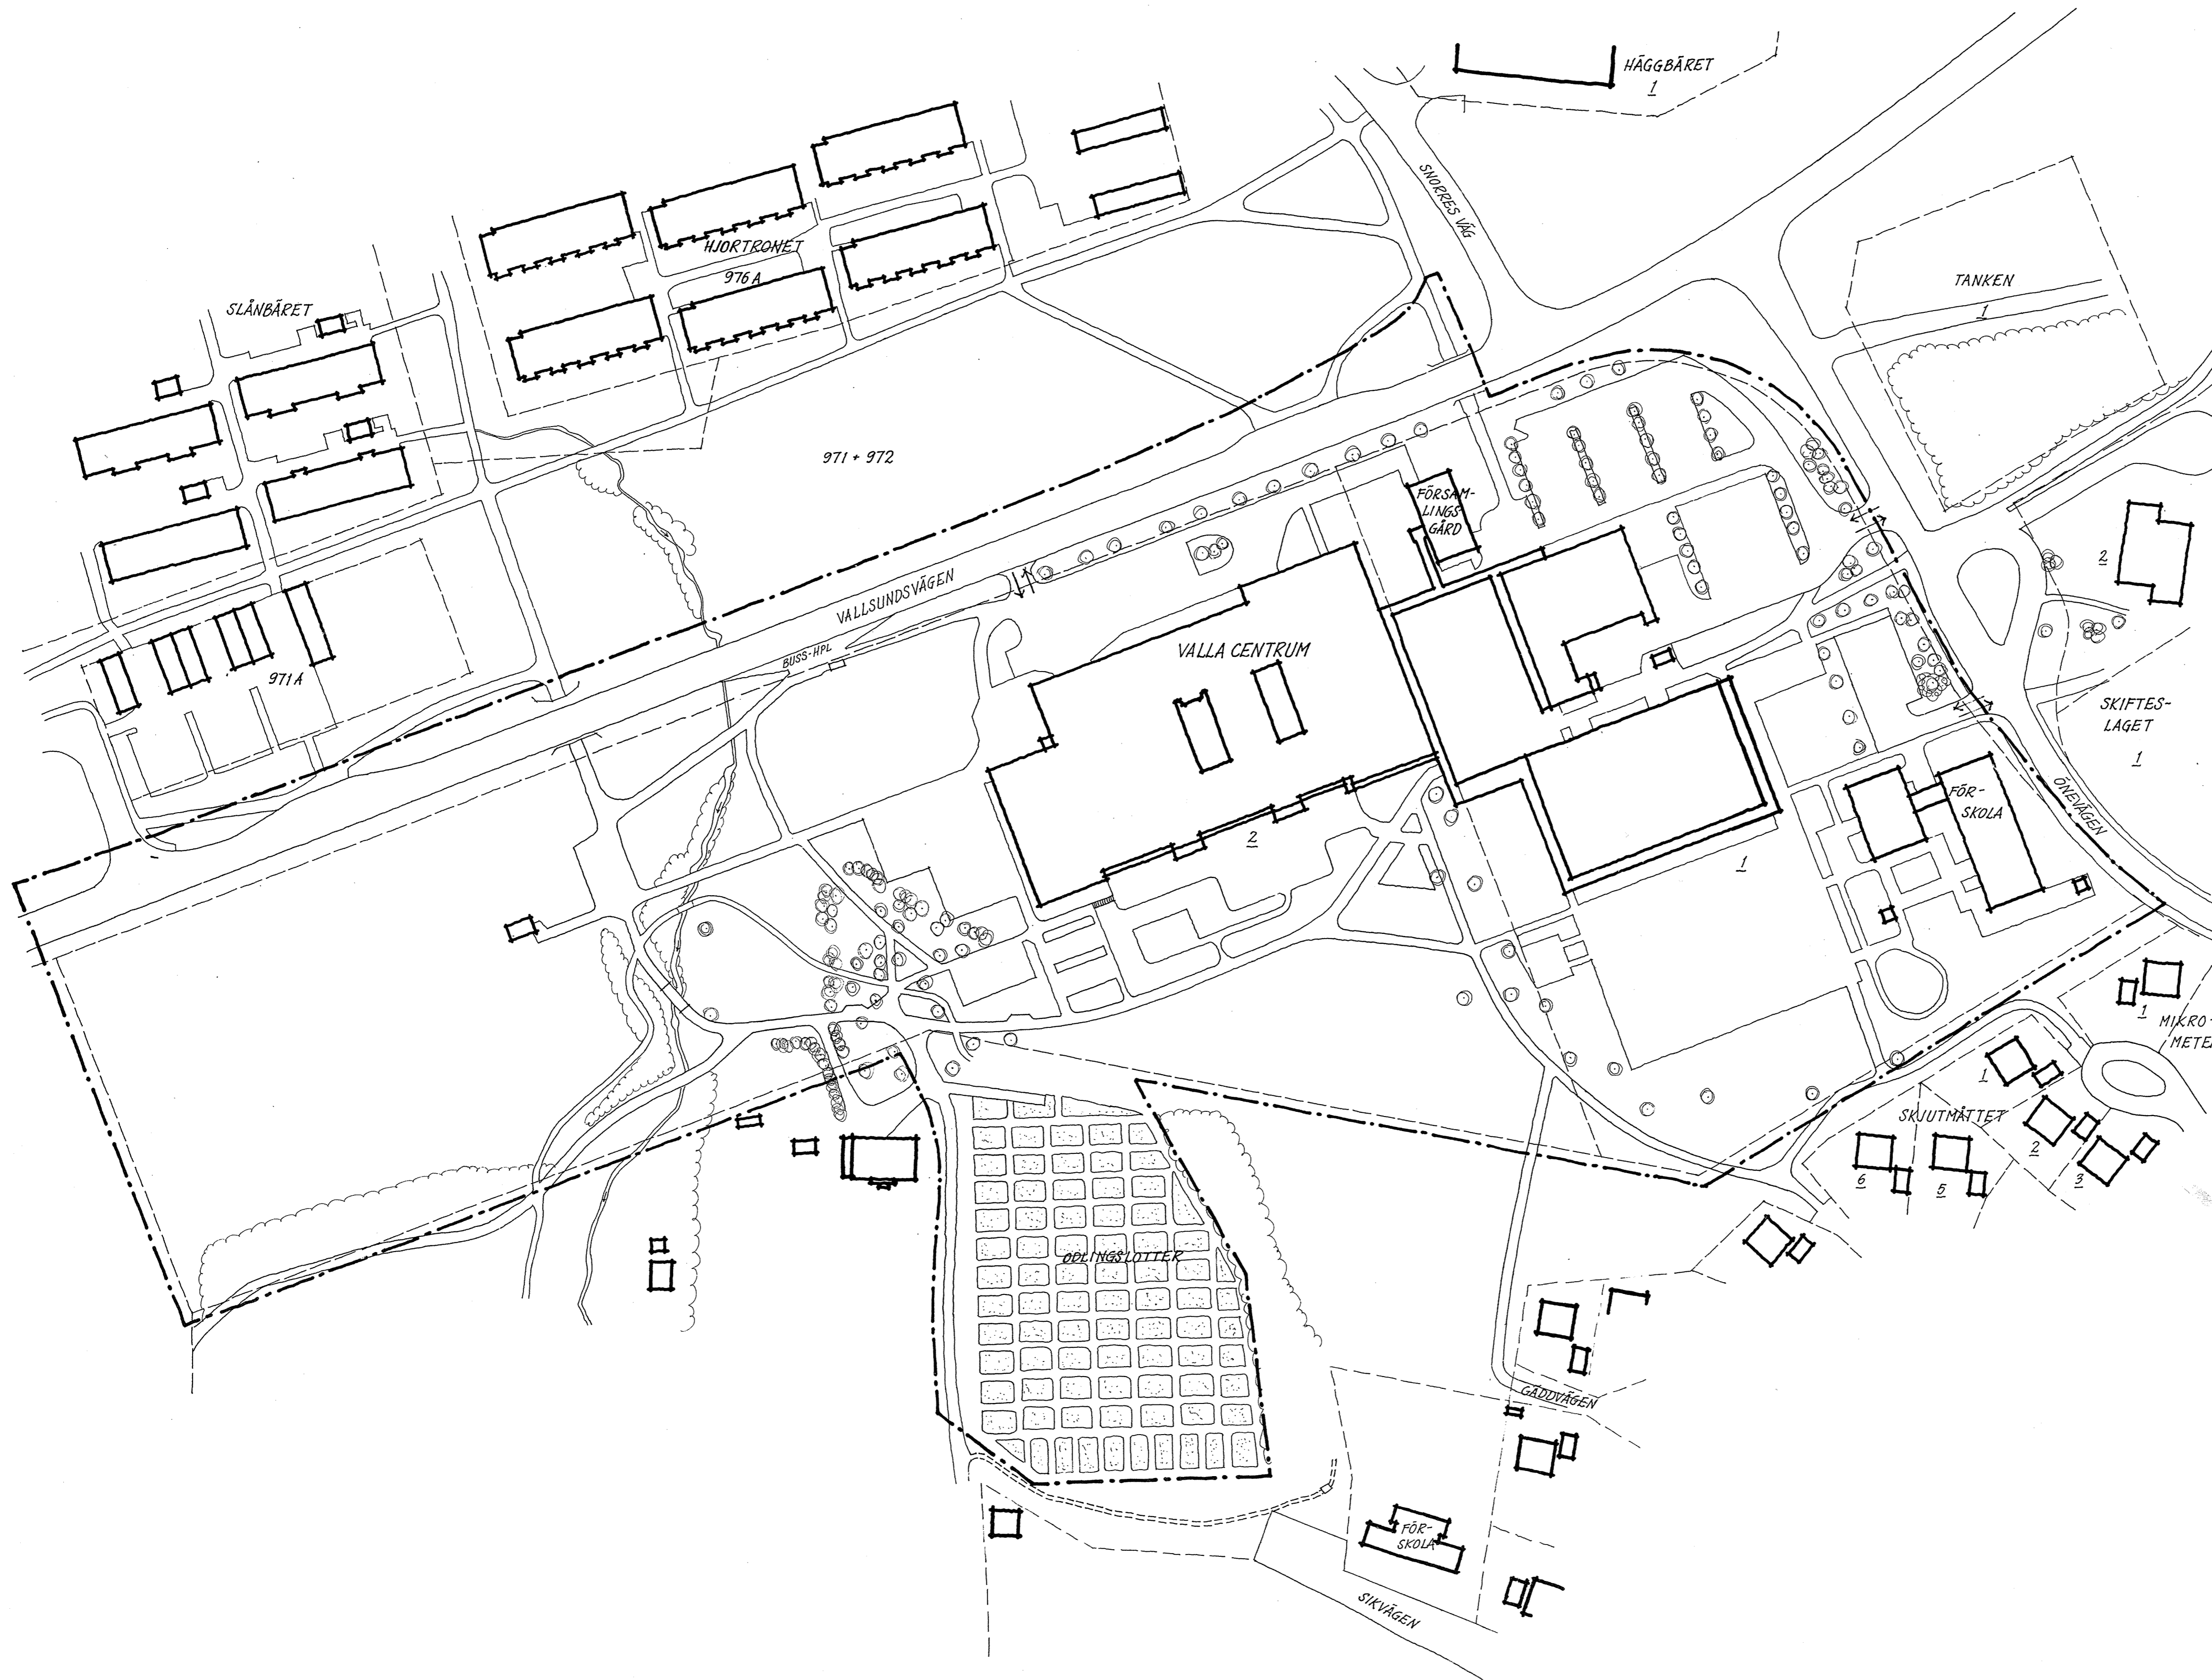 HÄGGBÄRET
1
SNORRES VÄG
HJORTRONET
976 A
SLÅNBÄRET
TANKEN
1
971 + 972
FÖRSAM-
LINGS-
GÅRD
2
VALLSUNDSVÄGEN
BUSS-HPL
VALLA CENTRUM
971 A
SKIFTES-
LAGET
1
FÖR-
SKOLA
ÖNEVÄGEN
2
1
1
MIKRO-
METE
1
SKJUTMÅTTET
2
3
6
5
ODLINGSLOTTER
GÄDDVÄGEN
FÖR-
SKOLA
SIKVÄGEN